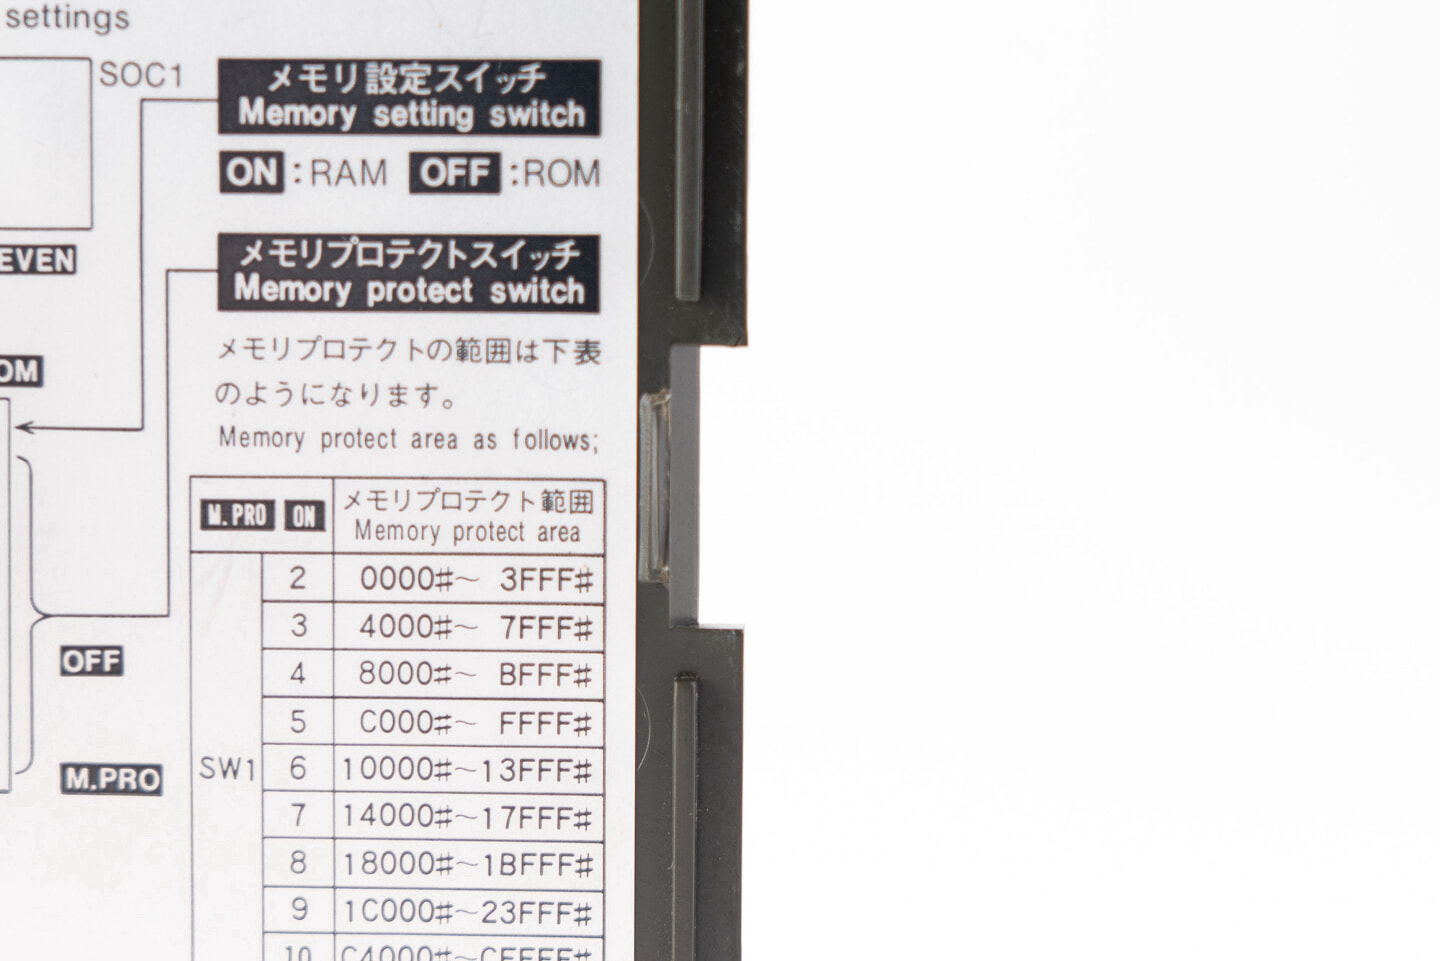 settings
SOC1
メモリ設定スイッチ
Memory setting switch
ON :RAM OFF :ROM
EVEN
メモリプロテクトスイッチ
Memory protect switch
OM
メモリプロテクトの範囲は下表
のようになります。
Memory protect area as follows;
M.PRO ON メモリプロテクト範囲
Memory protect area
2 0000#~ 3FFF#
3 4000#~ 7FFF#
OFF
4 8000#~ BFFF#
5 C000#~ FFFF#
SW1 6 10000#~13FFF#
M.PRO
7 14000#~17FFF#
8 18000#~1BFFF#
9 1C000#~23FFF#
10